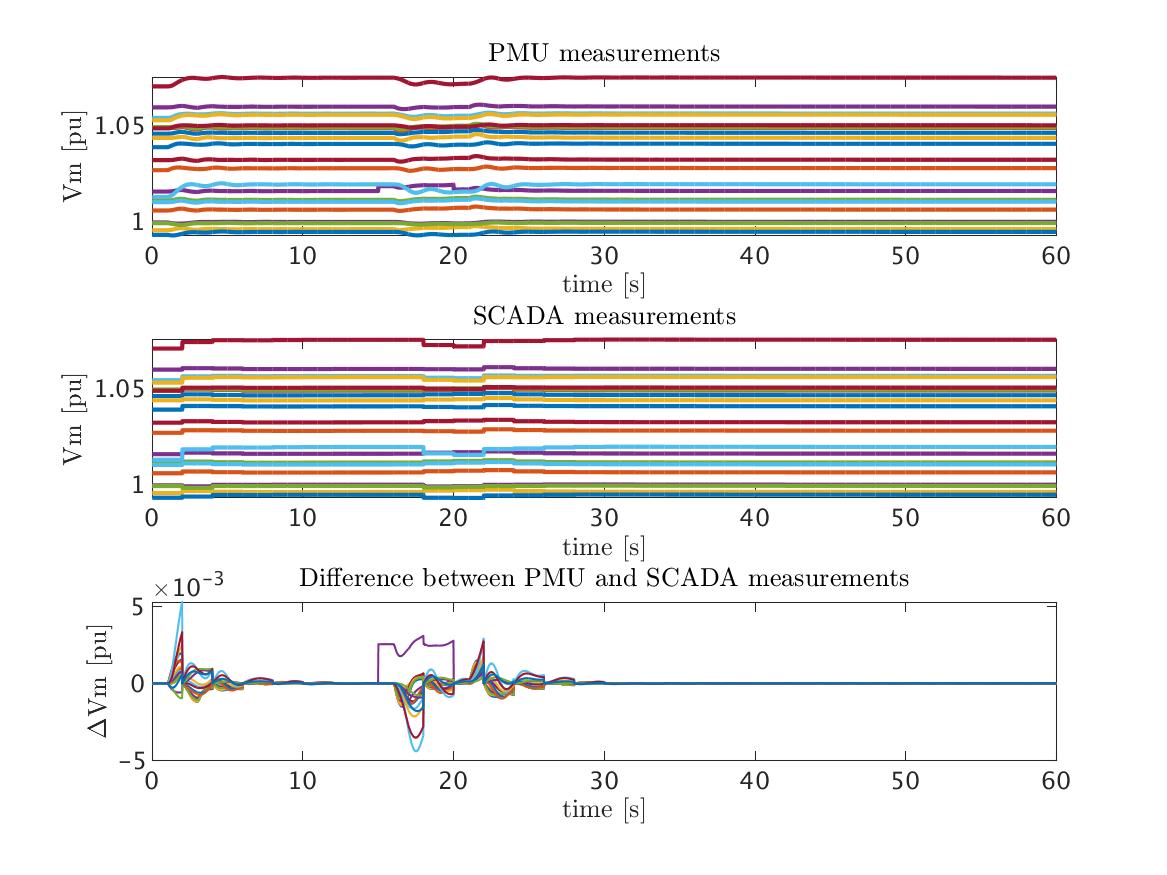 PMU measurements
1.05
1
Vm [pu]
0 10 20 30 40 50 60
time [s]
SCADA measurements
1.05
1
Vm [pu]
0 10 20 30 40 50 60
time [s]
Difference between PMU and SCADA measurements
×10⁻³
5
0
-5
ΔVm [pu]
0 10 20 30 40 50 60
time [s]